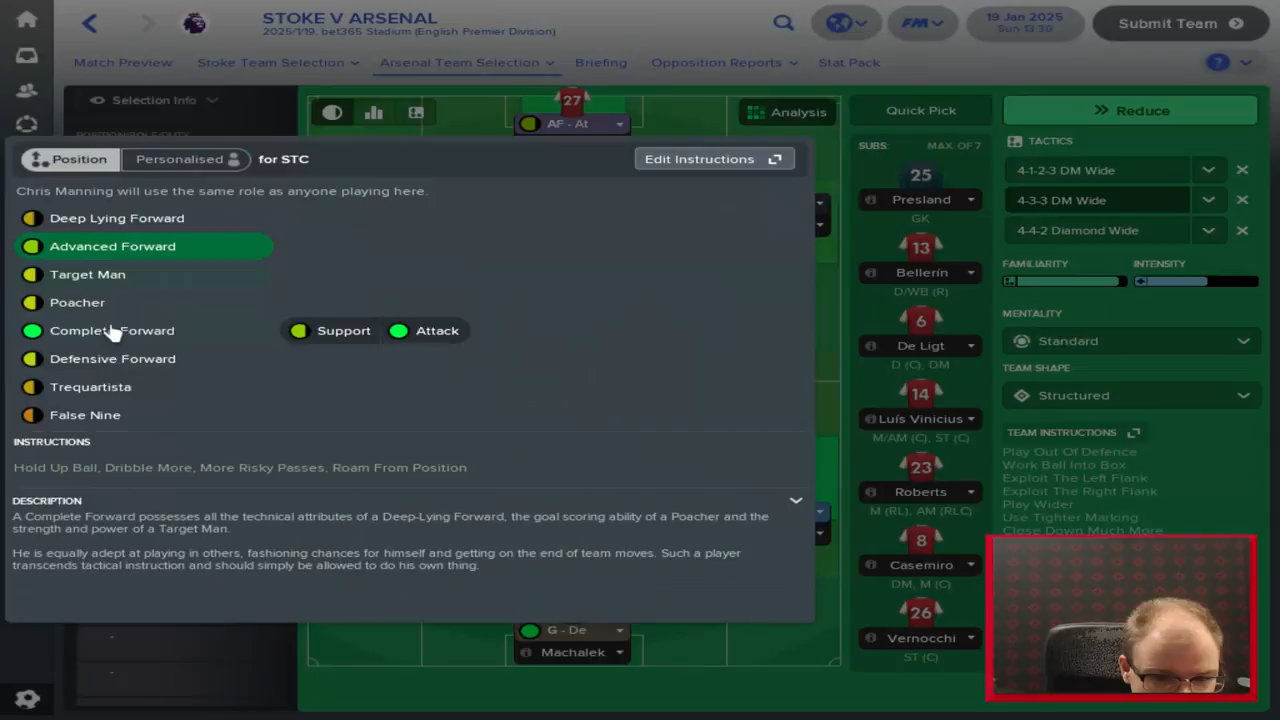 STOKE V ARSENAL
2025/1/19, bet365 Stadium (English Premier Division)
FM
19 Jan 2025
Sun 13:30
Submit Team
Match Preview
Stoke Team Selection
Arsenal Team Selection
Briefing
Opposition Reports
Stat Pack
?
Selection Info
POSITION/ROLE/DUTY
27
AF - At
Analysis
Quick Pick
Reduce
Position
Personalised
for STC
Edit Instructions
Chris Manning will use the same role as anyone playing here.
Deep Lying Forward
Advanced Forward
Target Man
Poacher
Complete Forward
Support
Attack
Defensive Forward
Trequartista
False Nine
INSTRUCTIONS
Hold Up Ball, Dribble More, More Risky Passes, Roam From Position
DESCRIPTION
A Complete Forward possesses all the technical attributes of a Deep-Lying Forward, the goal scoring ability of a Poacher and the
strength and power of a Target Man.
He is equally adept at playing in others, fashioning chances for himself and getting on the end of team moves. Such a player
transcends tactical instruction and should simply be allowed to do his own thing.
G - De
Machalek
SUBS:
MAX. OF 7
25
Presland
GK
13
Bellerín
D/WB (R)
6
De Ligt
D (C), DM
14
Luís Vinicius
M/AM (C), ST (C)
23
Roberts
M (RL), AM (RLC)
8
Casemiro
DM, M (C)
26
Vernocchi
ST (C)
TACTICS
4-1-2-3 DM Wide
4-3-3 DM Wide
4-4-2 Diamond Wide
FAMILIARITY
INTENSITY
MENTALITY
Standard
TEAM SHAPE
Structured
TEAM INSTRUCTIONS
Play Out Of Defence
Work Ball Into Box
Exploit The Left Flank
Exploit The Right Flank
Play Wider
Use Tighter Marking
Close Down Much More